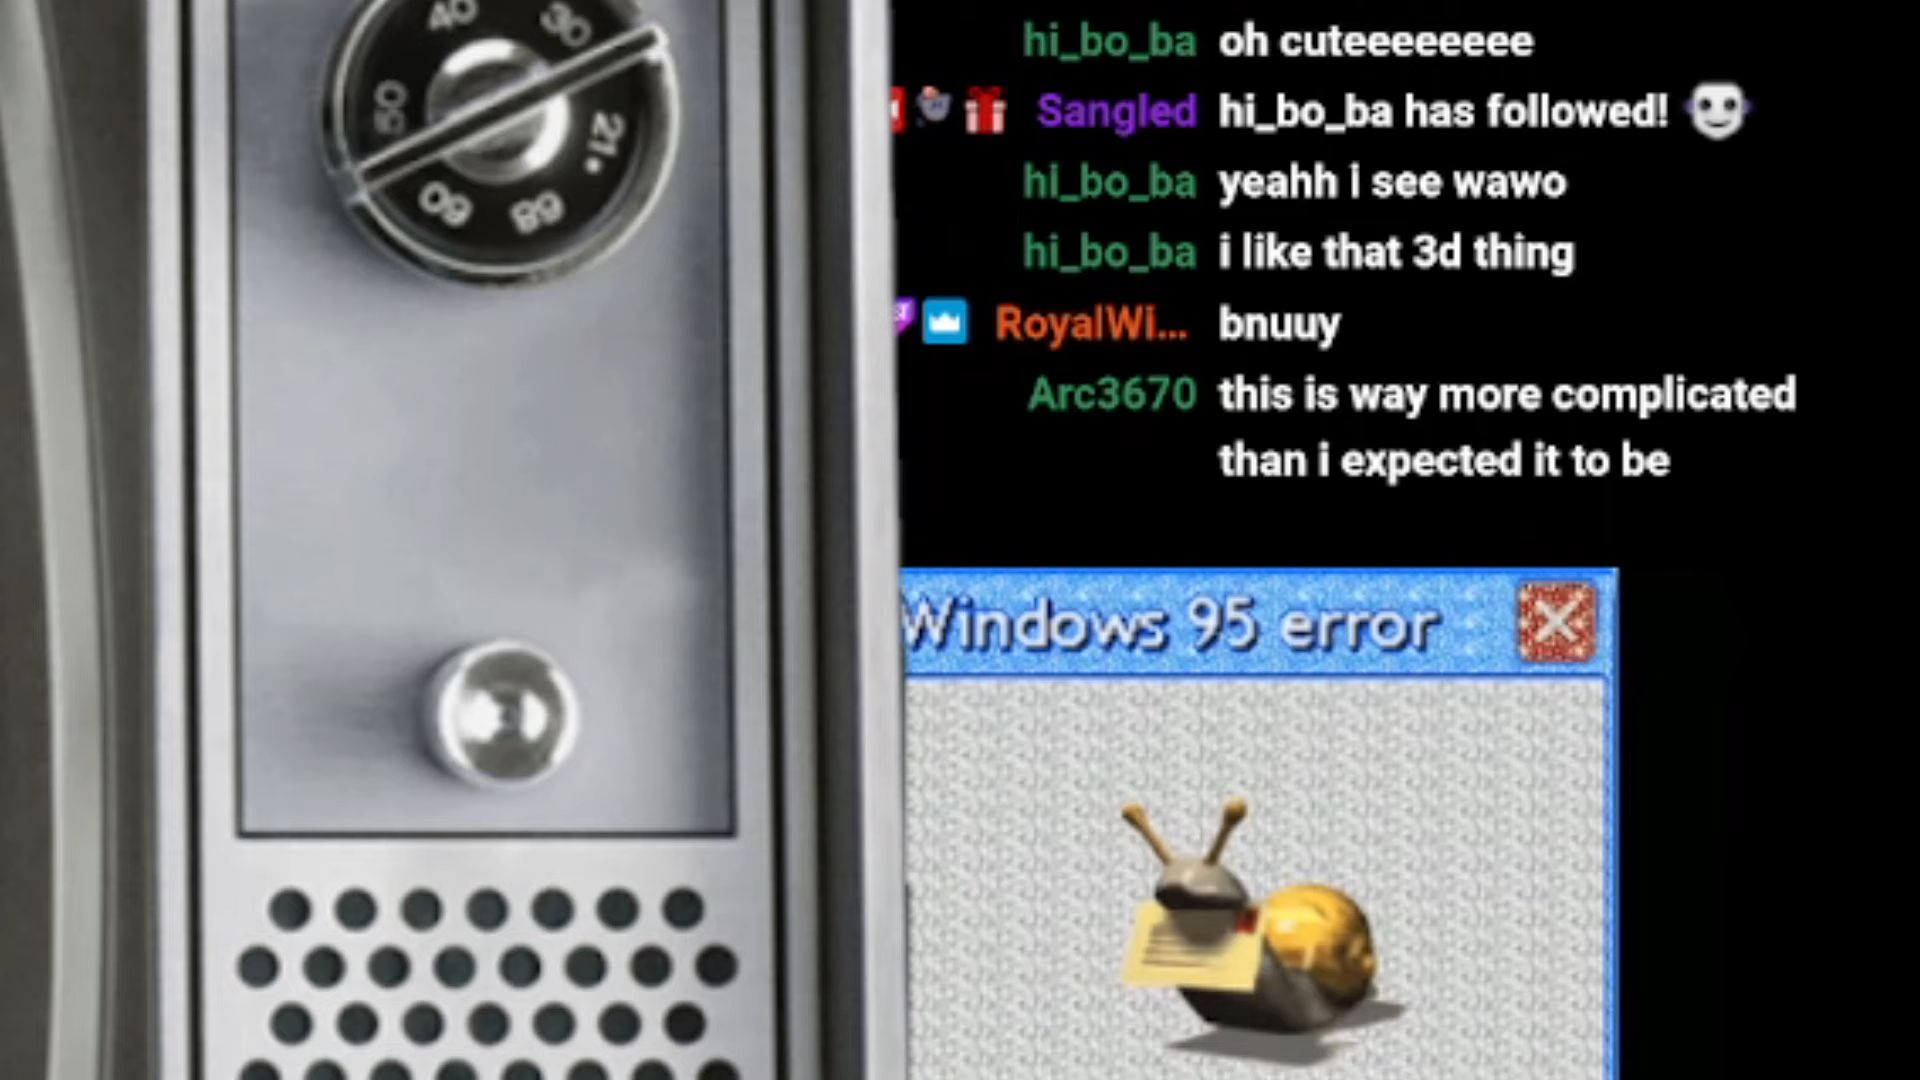 40
30
50
21•
60
68
hi_bo_ba oh cuteeeeeeee
Sangled hi_bo_ba has followed!
hi_bo_ba yeahh i see wawo
hi_bo_ba i like that 3d thing
RoyalWi... bnuuy
Arc3670 this is way more complicated
than i expected it to be
Windows 95 error